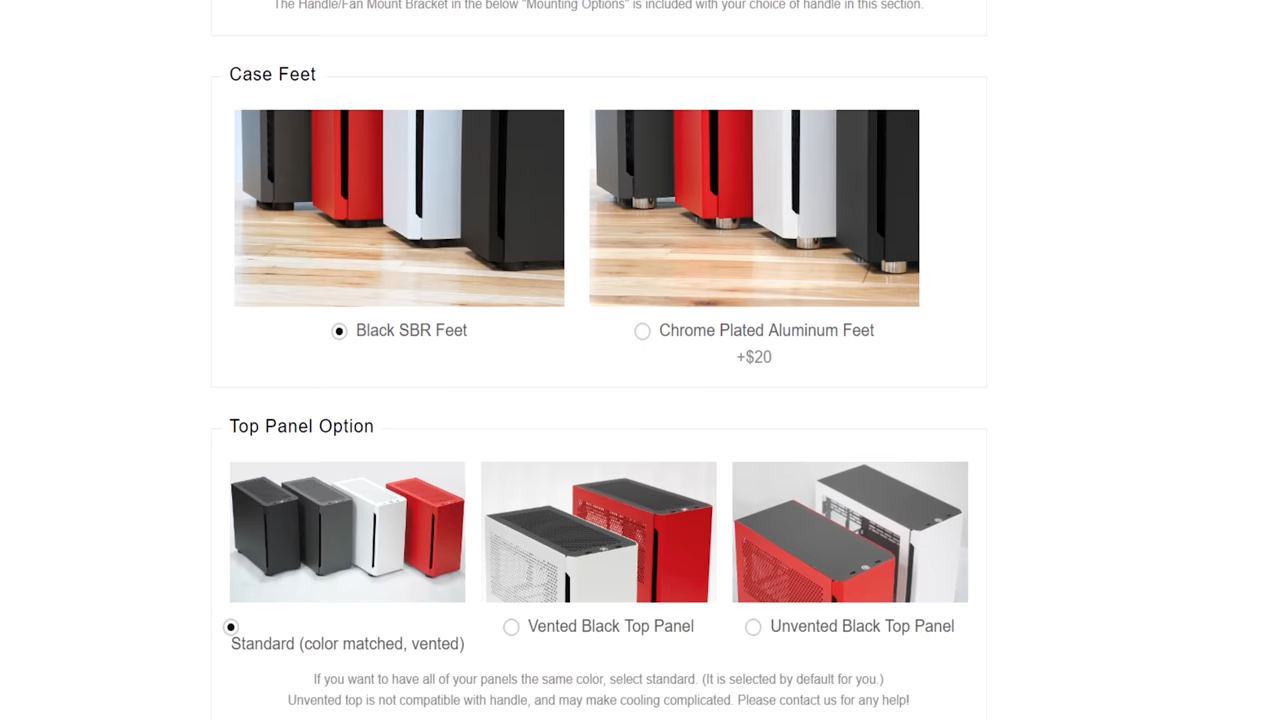 The Handle/Fan Mount Bracket in the below "Mounting Options" is included with your choice of handle in this section.
Case Feet
Black SBR Feet
Chrome Plated Aluminum Feet
+$20
Top Panel Option
Standard (color matched, vented)
Vented Black Top Panel
Unvented Black Top Panel
If you want to have all of your panels the same color, select standard. (It is selected by default for you.)
Unvented top is not compatible with handle, and may make cooling complicated. Please contact us for any help!